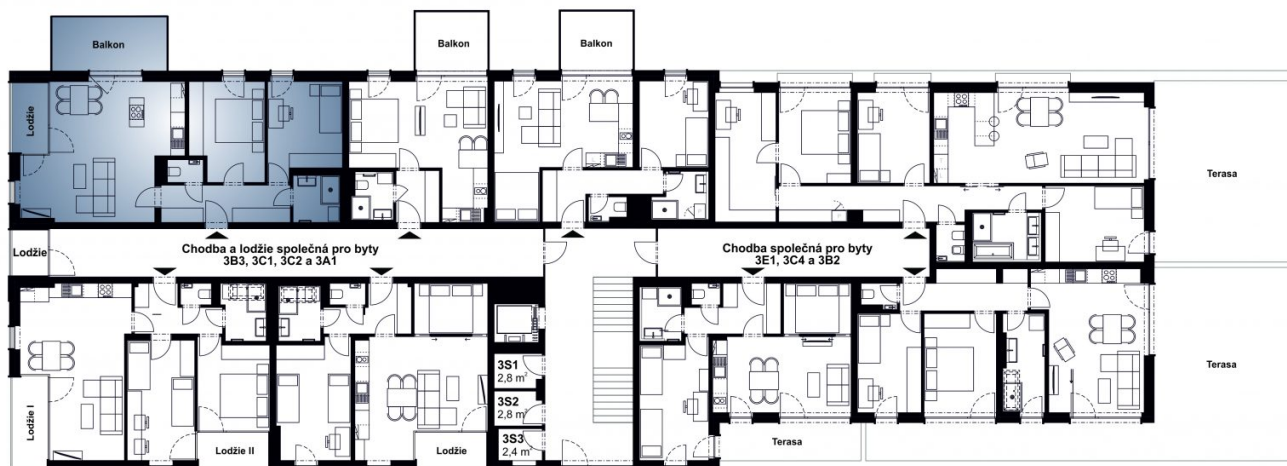 Balkon
Balkon
Balkon
Lodžie
Terasa
Lodžie
Chodba a lodžie společná pro byty
3B3, 3C1, 3C2 a 3A1
Chodba společná pro byty
3E1, 3C4 a 3B2
3S1
2,8 m²
3S2
2,8 m²
3S3
2,4 m²
Terasa
Lodžie I
Lodžie II
Lodžie
Terasa